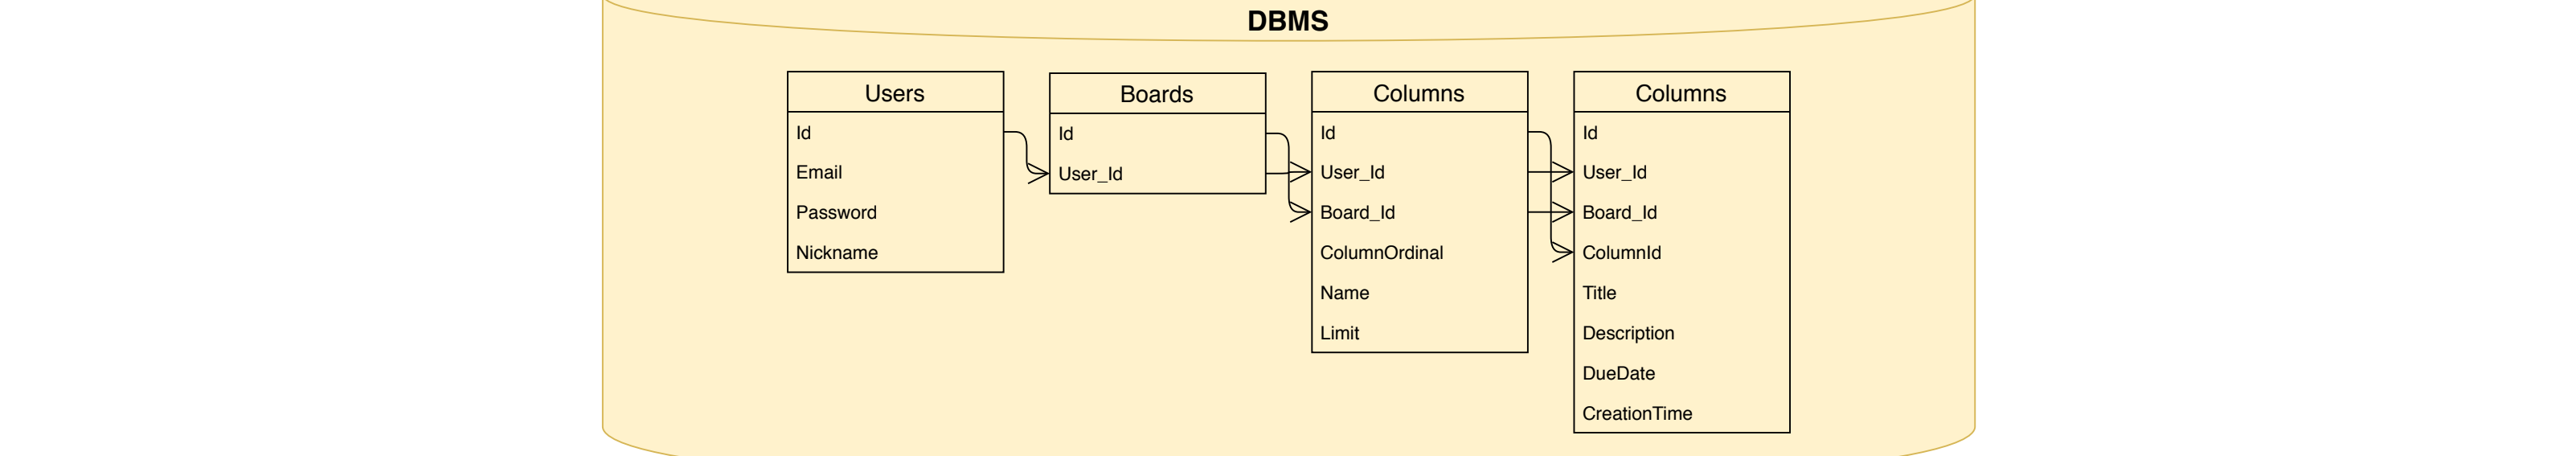 DBMS
Users
Id
Email
Password
Nickname
Boards
Id
User_Id
Columns
Id
User_Id
Board_Id
ColumnOrdinal
Name
Limit
Columns
Id
User_Id
Board_Id
ColumnId
Title
Description
DueDate
CreationTime